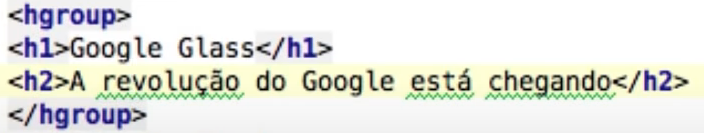 <hgroup>
<h1>Google Glass</h1>
<h2>A revolução do Google está chegando</h2>
</hgroup>